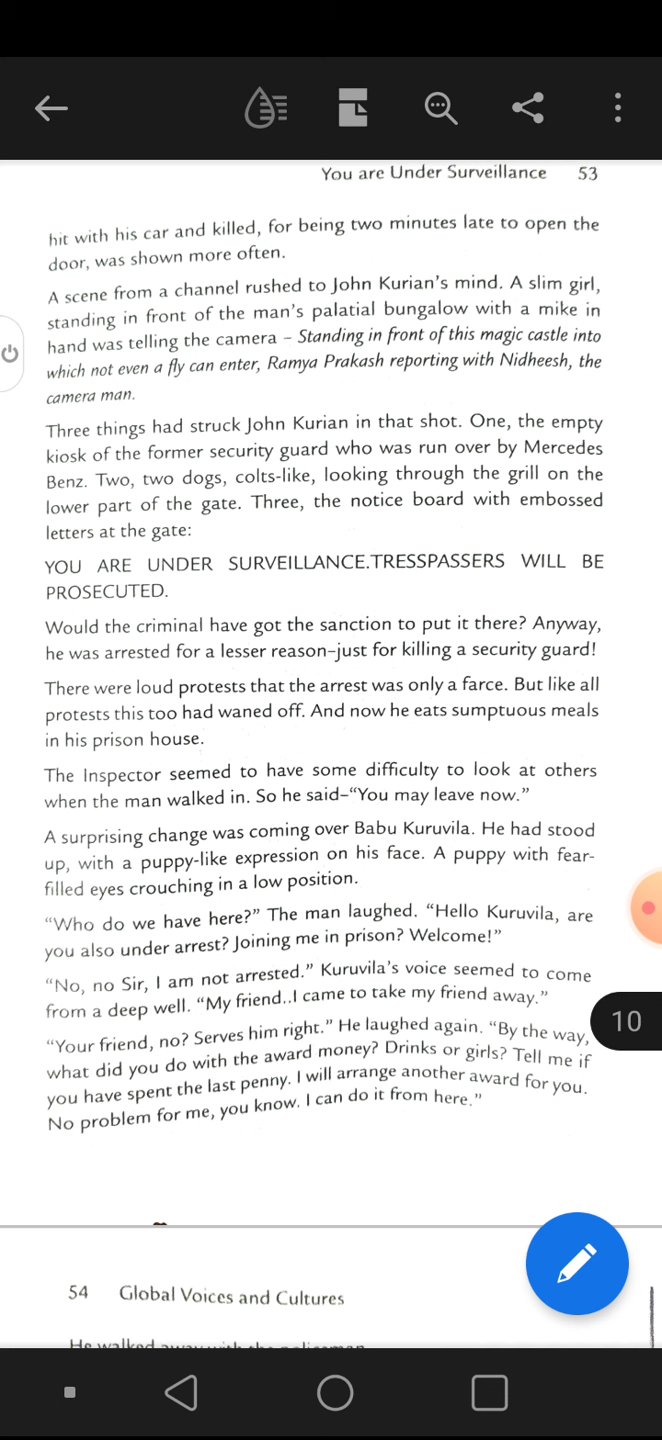 You are Under Surveillance 53
hit with his car and killed, for being two minutes late to open the
door, was shown more often.
A scene from a channel rushed to John Kurian's mind. A slim girl,
standing in front of the man's palatial bungalow with a mike in
hand was telling the camera – Standing in front of this magic castle into
which not even a fly can enter, Ramya Prakash reporting with Nidheesh, the
camera man.
Three things had struck John Kurian in that shot. One, the empty
kiosk of the former security guard who was run over by Mercedes
Benz. Two, two dogs, colts-like, looking through the grill on the
lower part of the gate. Three, the notice board with embossed
letters at the gate:
YOU ARE UNDER SURVEILLANCE.TRESSPASSERS WILL BE
PROSECUTED.
Would the criminal have got the sanction to put it there? Anyway,
he was arrested for a lesser reason–just for killing a security guard!
There were loud protests that the arrest was only a farce. But like all
protests this too had waned off. And now he eats sumptuous meals
in his prison house.
The Inspector seemed to have some difficulty to look at others
when the man walked in. So he said–"You may leave now."
A surprising change was coming over Babu Kuruvila. He had stood
up, with a puppy-like expression on his face. A puppy with fear-
filled eyes crouching in a low position.
"Who do we have here?" The man laughed. "Hello Kuruvila, are
you also under arrest? Joining me in prison? Welcome!"
"No, no Sir, I am not arrested." Kuruvila's voice seemed to come
from a deep well. "My friend..I came to take my friend away."
10
"Your friend, no? Serves him right." He laughed again. "By the way,
what did you do with the award money? Drinks or girls? Tell me if
you have spent the last penny. I will arrange another award for you.
No problem for me, you know. I can do it from here."
54 Global Voices and Cultures
He walked away with the policeman